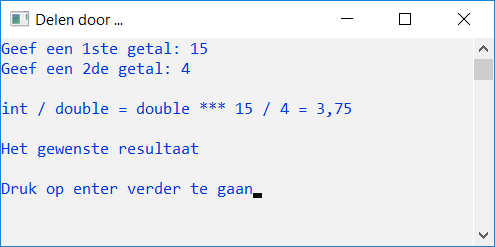 Delen door ...
Geef een 1ste getal: 15
Geef een 2de getal: 4
int / double = double *** 15 / 4 = 3,75
Het gewenste resultaat
Druk op enter verder te gaan